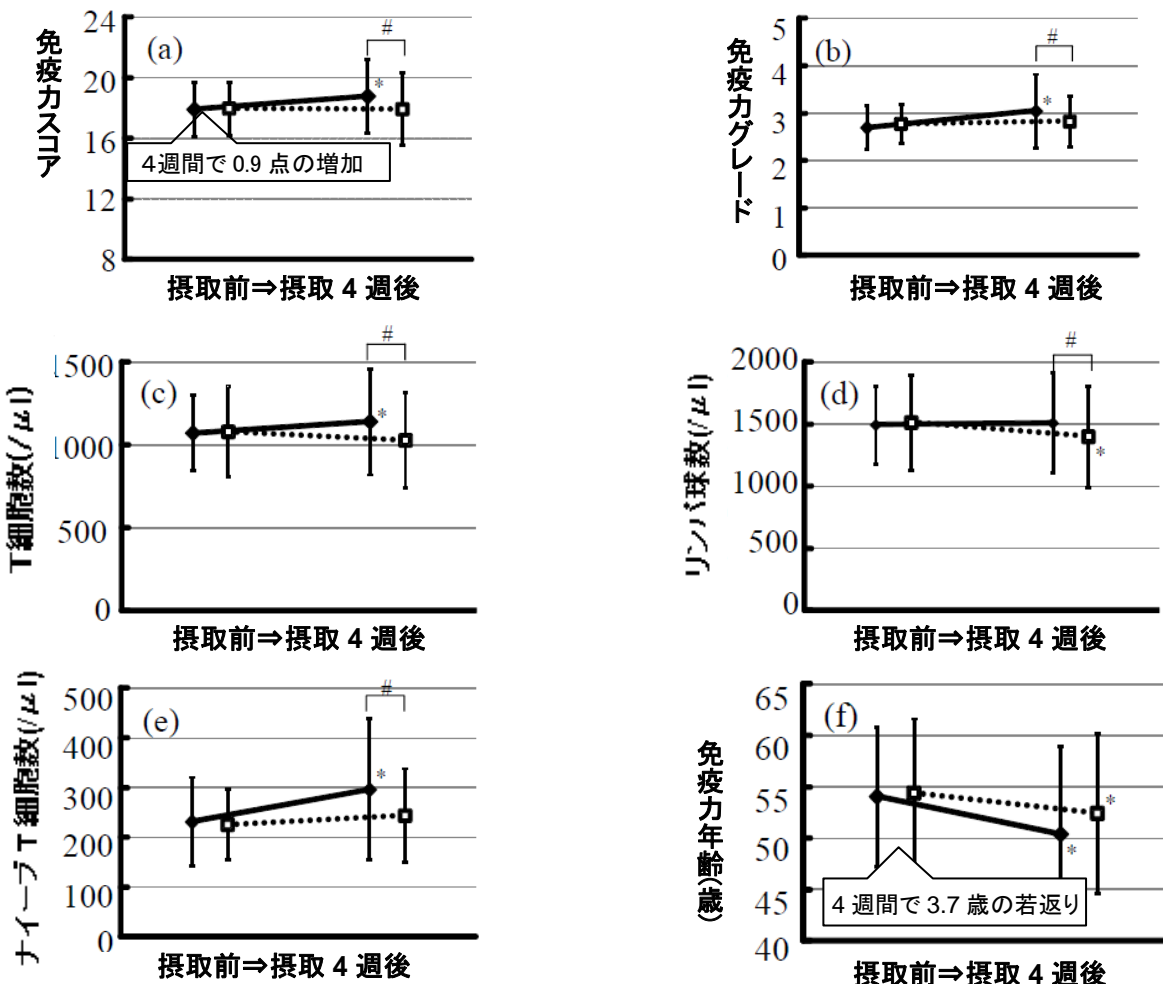 免疫力スコア
24
20
16
12
8
(a)
#
*
4週間で 0.9 点の増加
摂取前⇒摂取 4 週後
免疫力グレード
5
4
3
2
1
0
(b)
#
*
摂取前⇒摂取 4 週後
T細胞数(/μl)
1500
1000
500
0
(c)
#
*
摂取前⇒摂取 4 週後
リンパ球数(/μl)
2000
1500
1000
500
0
(d)
#
*
摂取前⇒摂取 4 週後
ナイーブT細胞数(/μl)
500
400
300
200
100
0
(e)
#
*
摂取前⇒摂取 4 週後
免疫力年齢(歳)
65
60
55
50
45
40
(f)
*
*
4 週間で 3.7 歳の若返り
摂取前⇒摂取 4 週後